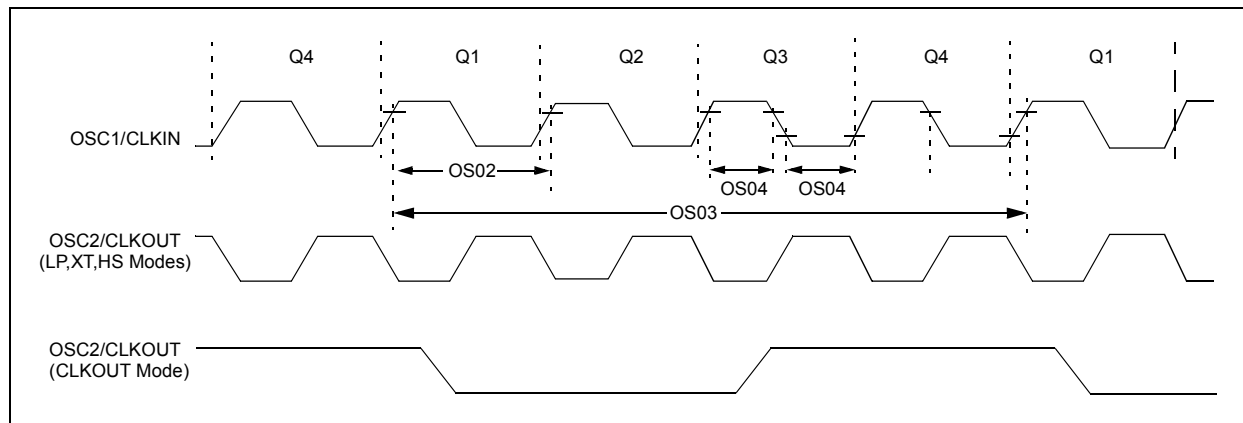 Q4 Q1 Q2 Q3 Q4 Q1
OSC1/CLKIN
OS02
OS04 OS04
OS03
OSC2/CLKOUT
(LP,XT,HS Modes)
OSC2/CLKOUT
(CLKOUT Mode)